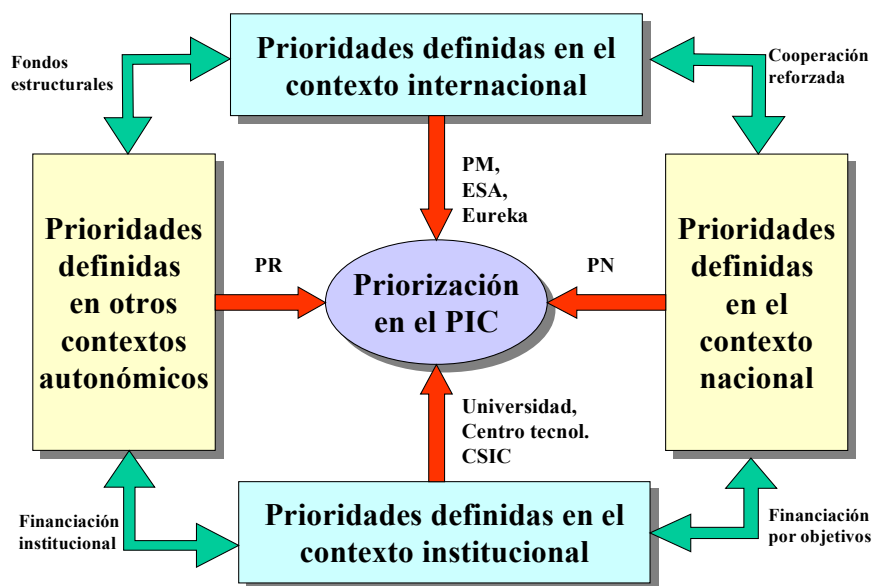 Prioridades definidas en el
contexto internacional
Fondos
estructurales
Cooperación
reforzada
PM,
ESA,
Eureka
Prioridades
definidas
en otros
contextos
autonómicos
PR
Priorización
en el PIC
PN
Prioridades
definidas
en el
contexto
nacional
Universidad,
Centro tecnol.
CSIC
Financiación
institucional
Prioridades definidas en el
contexto institucional
Financiación
por objetivos